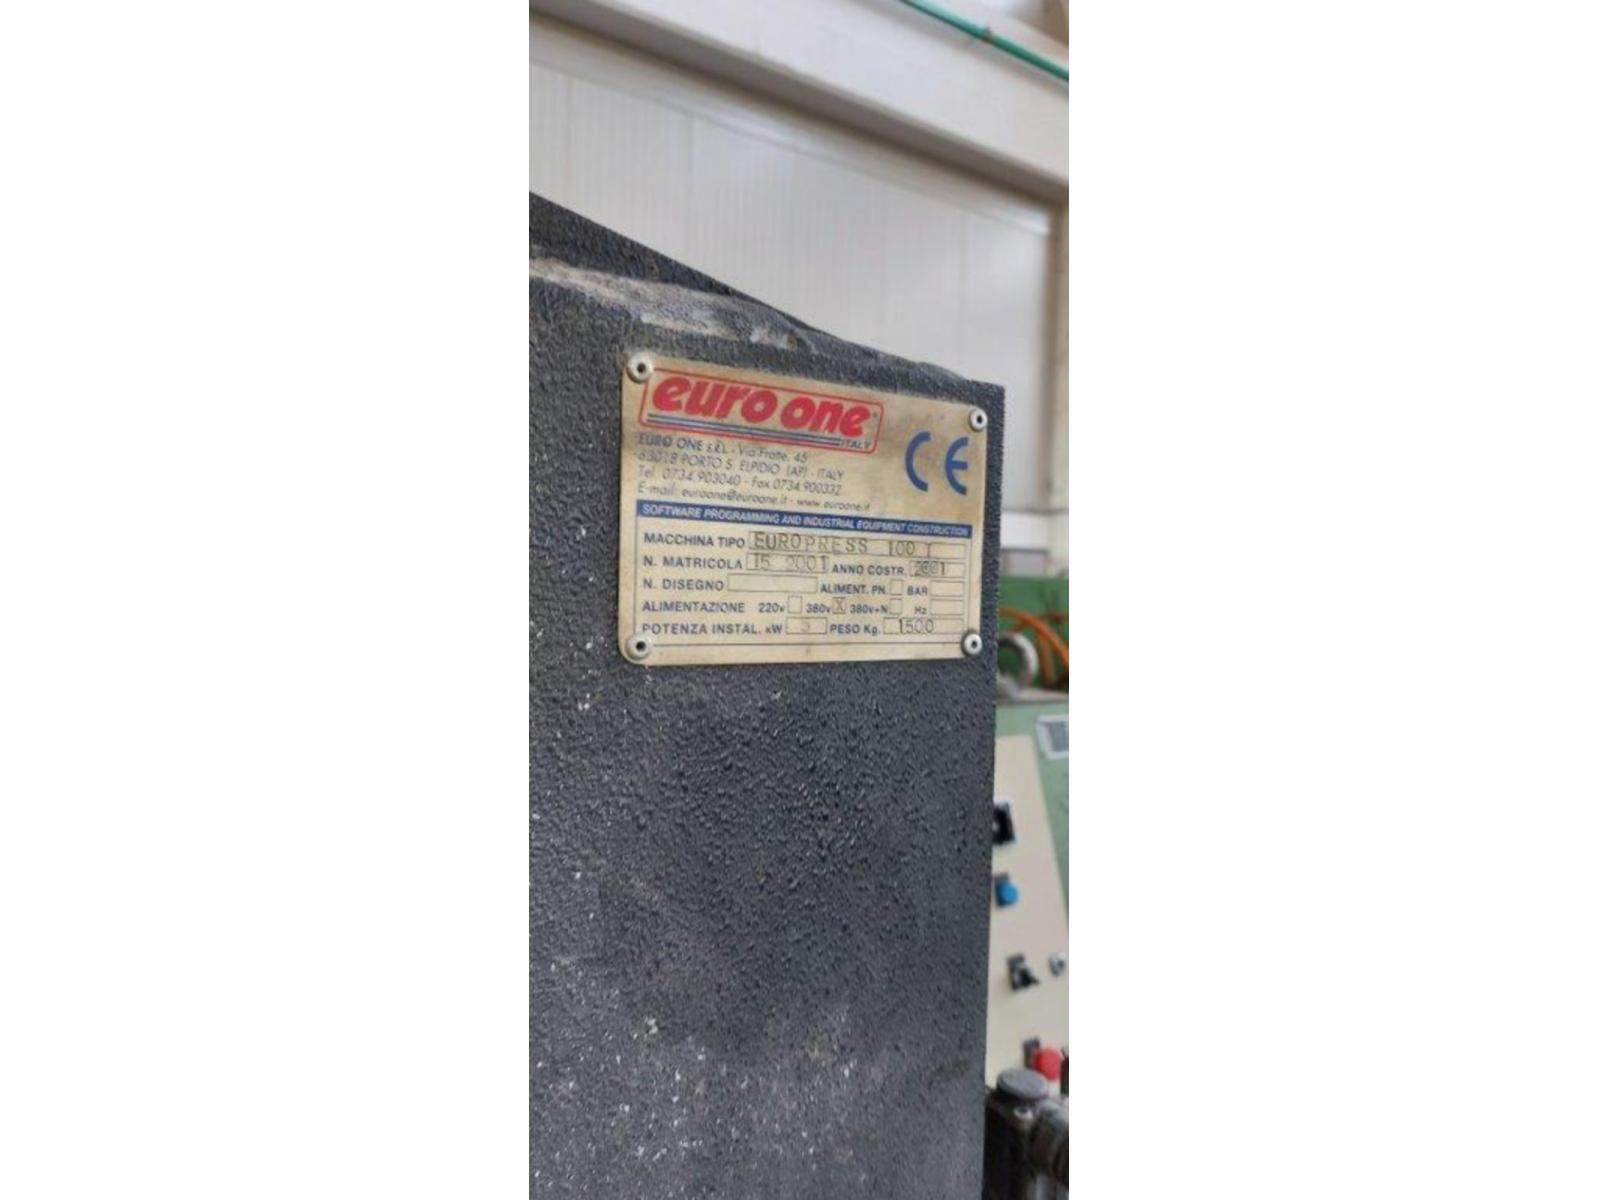 euro one
ITALY
EURO ONE s.r.l. - Via Fratte, 45
63018 PORTO S. ELPIDIO (AP) - ITALY
Tel. 0734.903040 - Fax 0734.900332
E-mail: euroone@euroone.it - www.euroone.it
CE
SOFTWARE PROGRAMMING AND INDUSTRIAL EQUIPMENT CONSTRUCTION
MACCHINA TIPO EUROPRESS 100 T
N. MATRICOLA 15 2001 ANNO COSTR. 2001
N. DISEGNO ALIMENT. PN. BAR
ALIMENTAZIONE 220v 380v X 380v+N Hz
POTENZA INSTAL. kW 5 PESO Kg. 1500